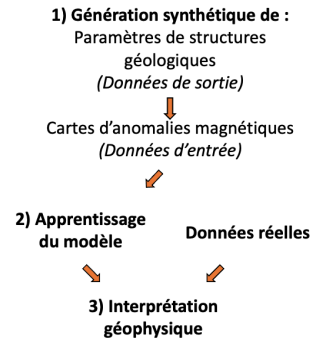 1) Génération synthétique de :
Paramètres de structures
géologiques
(Données de sortie)
Cartes d'anomalies magnétiques
(Données d'entrée)
2) Apprentissage
du modèle
Données réelles
3) Interprétation
géophysique